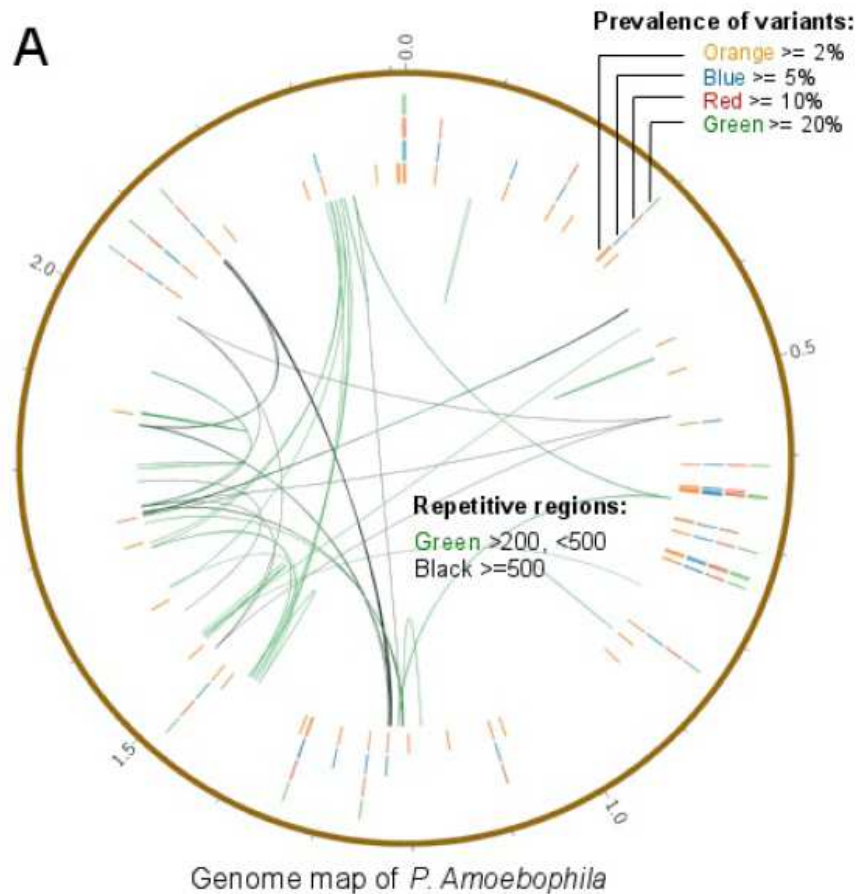 A
Prevalence of variants:
Orange >= 2%
Blue >= 5%
Red >= 10%
Green >= 20%
0.0
0.5
1.0
1.5
2.0
Repetitive regions:
Green >200, <500
Black >=500
Genome map of P. Amoebophila